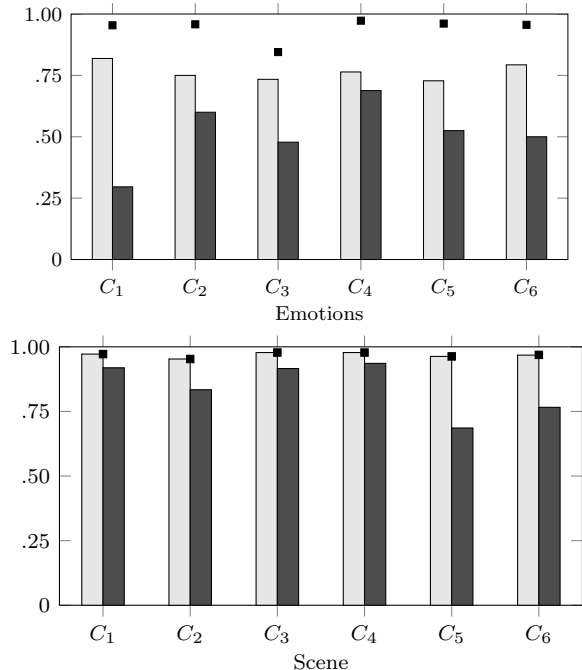 1.00
.75
.50
.25
0
C₁ C₂ C₃ C₄ C₅ C₆
Emotions
1.00
.75
.50
.25
0
C₁ C₂ C₃ C₄ C₅ C₆
Scene